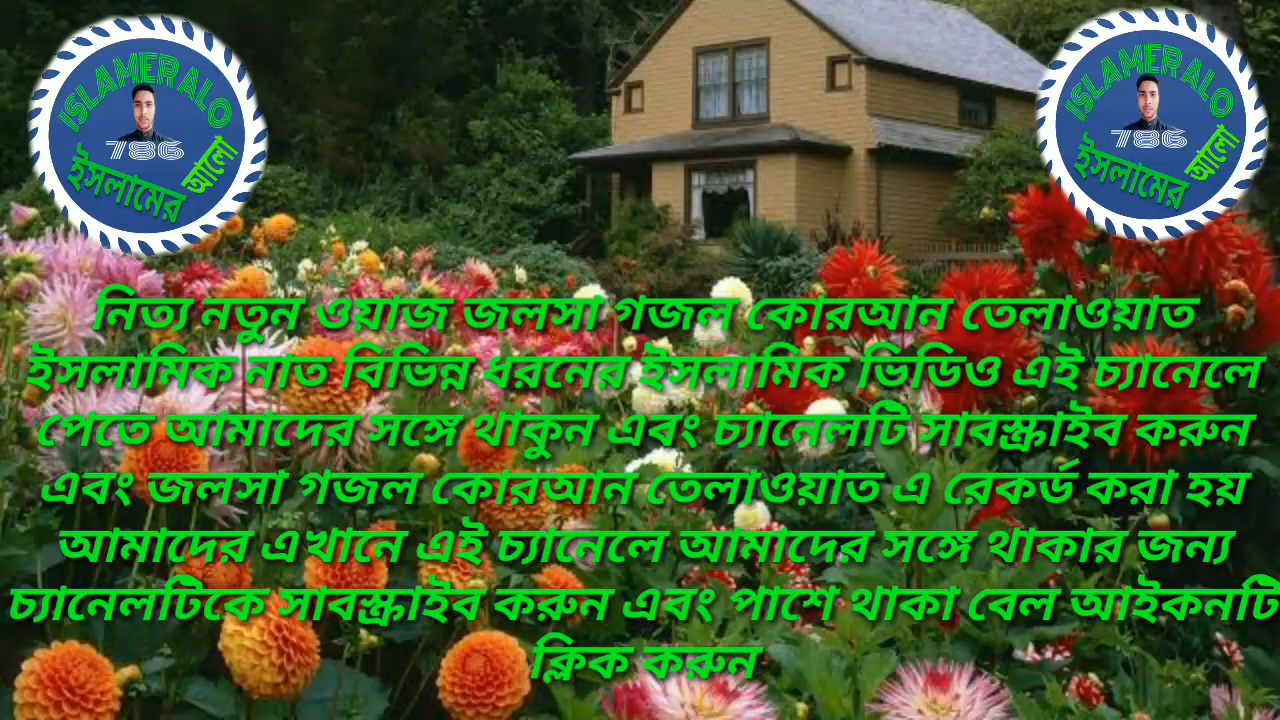 ISLAMER ALO
786
ইসলামের আলো
ISLAMER ALO
786
ইসলামের আলো
নিত্য নতুন ওয়াজ জলসা গজল কোরআন তেলাওয়াত
ইসলামিক নাত বিভিন্ন ধরনের ইসলামিক ভিডিও এই চ্যানেলে
পেতে আমাদের সঙ্গে থাকুন এবং চ্যানেলটি সাবস্ক্রাইব করুন
এবং জলসা গজল কোরআন তেলাওয়াত এ রেকর্ড করা হয়
আমাদের এখানে এই চ্যানেলে আমাদের সঙ্গে থাকার জন্য
চ্যানেলটিকে সাবস্ক্রাইব করুন এবং পাশে থাকা বেল আইকনটি
ক্লিক করুন